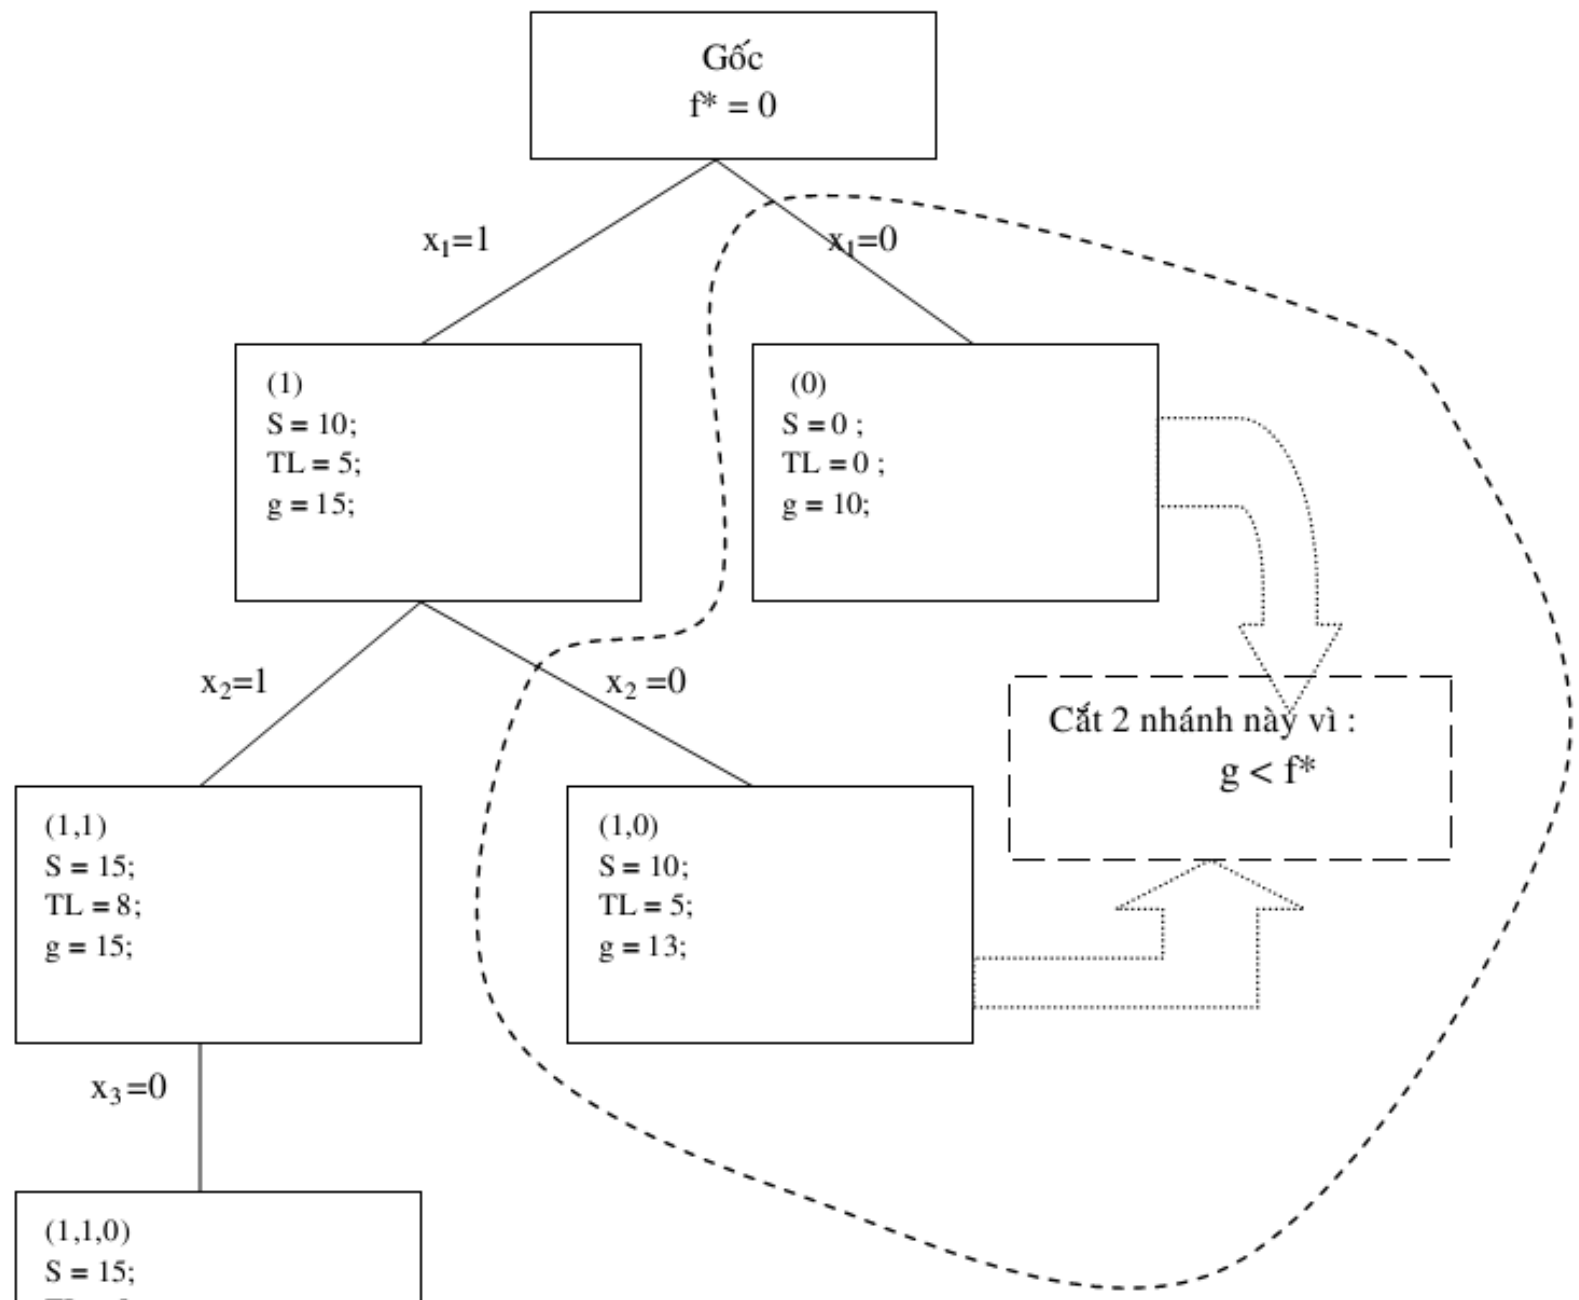 Gốc
f* = 0
x₁=1
x₁=0
(1)
S = 10;
TL = 5;
g = 15;
(0)
S = 0 ;
TL = 0 ;
g = 10;
x₂=1
x₂ =0
Cắt 2 nhánh này vì :
g < f*
(1,1)
S = 15;
TL = 8;
g = 15;
(1,0)
S = 10;
TL = 5;
g = 13;
x₃=0
(1,1,0)
S = 15;